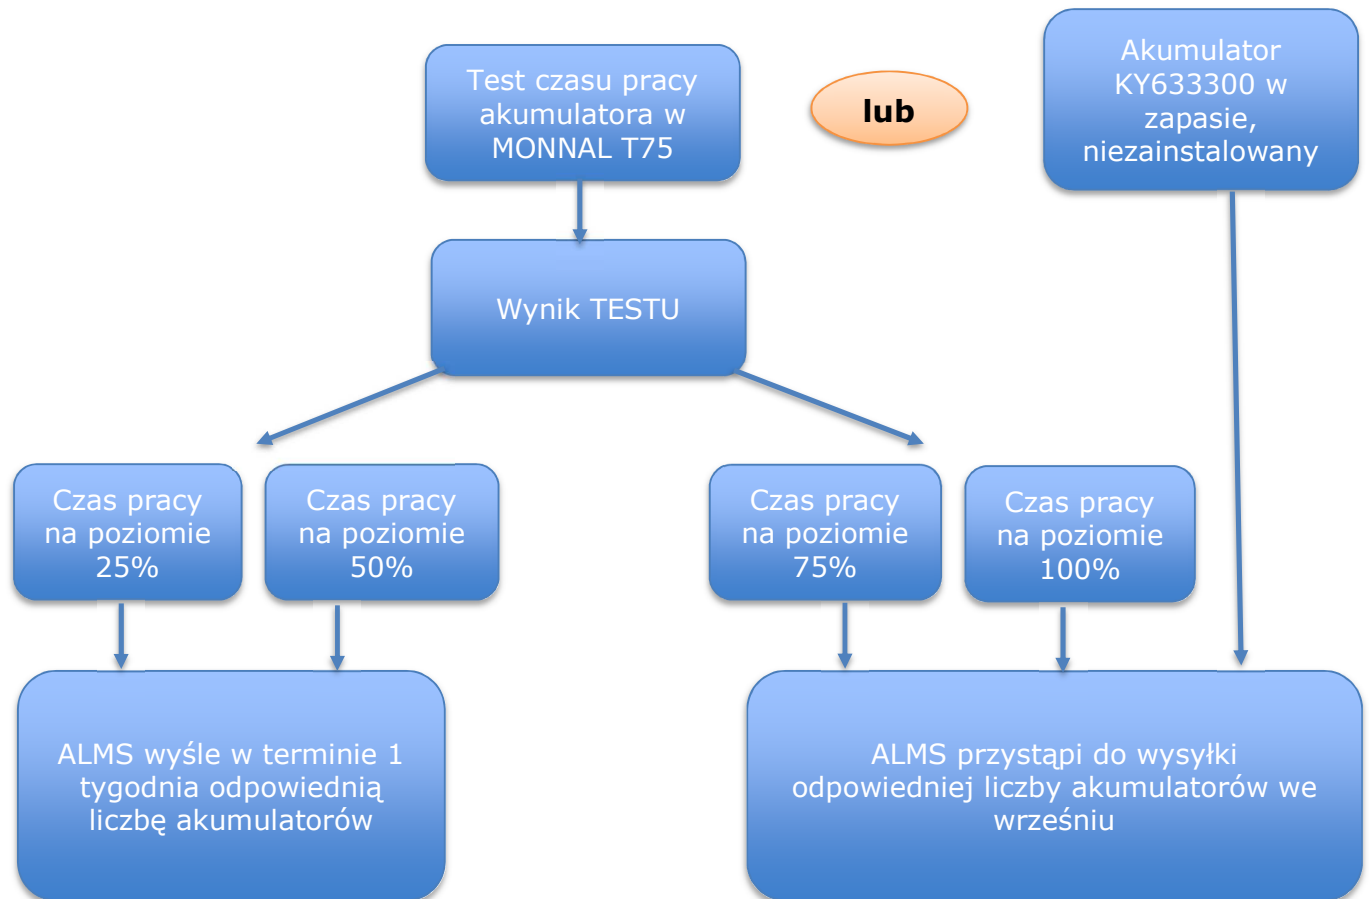 Test czasu pracy
akumulatora w
MONNAL T75
lub
Akumulator
KY633300 w
zapasie,
niezainstalowany
Wynik TESTU
Czas pracy
na poziomie
25%
Czas pracy
na poziomie
50%
Czas pracy
na poziomie
75%
Czas pracy
na poziomie
100%
ALMS wyśle w terminie 1
tygodnia odpowiednią
liczbę akumulatorów
ALMS przystąpi do wysyłki
odpowiedniej liczby akumulatorów we
wrześniu